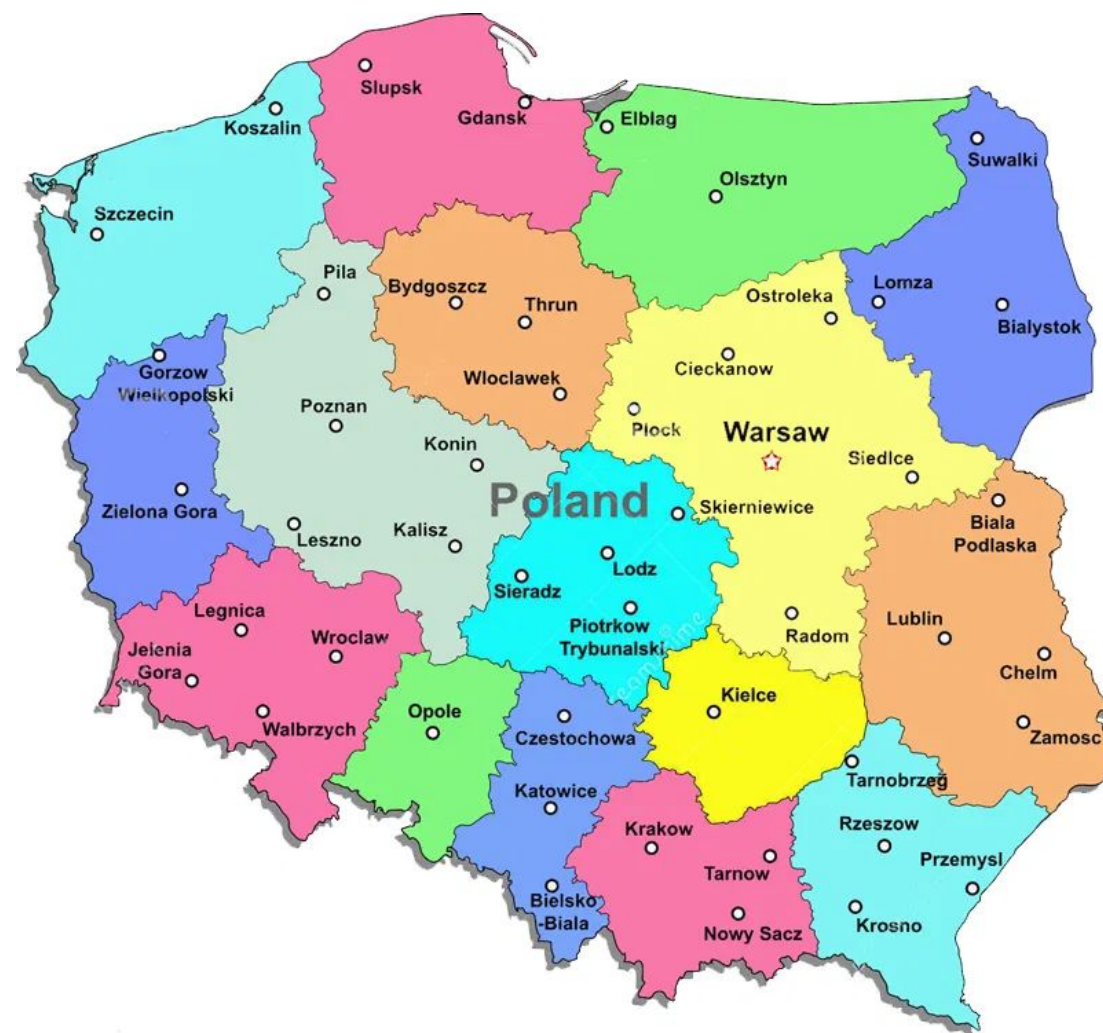 Slupsk
Gdansk
Koszalin
Elblag
Suwalki
Olsztyn
Szczecin
Pila
Bydgoszcz
Thrun
Ostroleka
Lomza
Bialystok
Gorzow
Wielkopolski
Cieckanow
Wloclawek
Poznan
Plock
Warsaw
Konin
Siedlce
Poland
Zielona Gora
Leszno
Kalisz
Skierniewice
Biala
Podlaska
Sieradz
Lodz
Legnica
Wroclaw
Piotrkow
Trybunalski
Radom
Lublin
Jelenia
Gora
Chelm
Walbrzych
Opole
Czestochowa
Kielce
Zamosc
Katowice
Tarnobrzeğ
Krakow
Rzeszow
Tarnow
Przemysl
Bielsko
-Biala
Nowy Sacz
Krosno